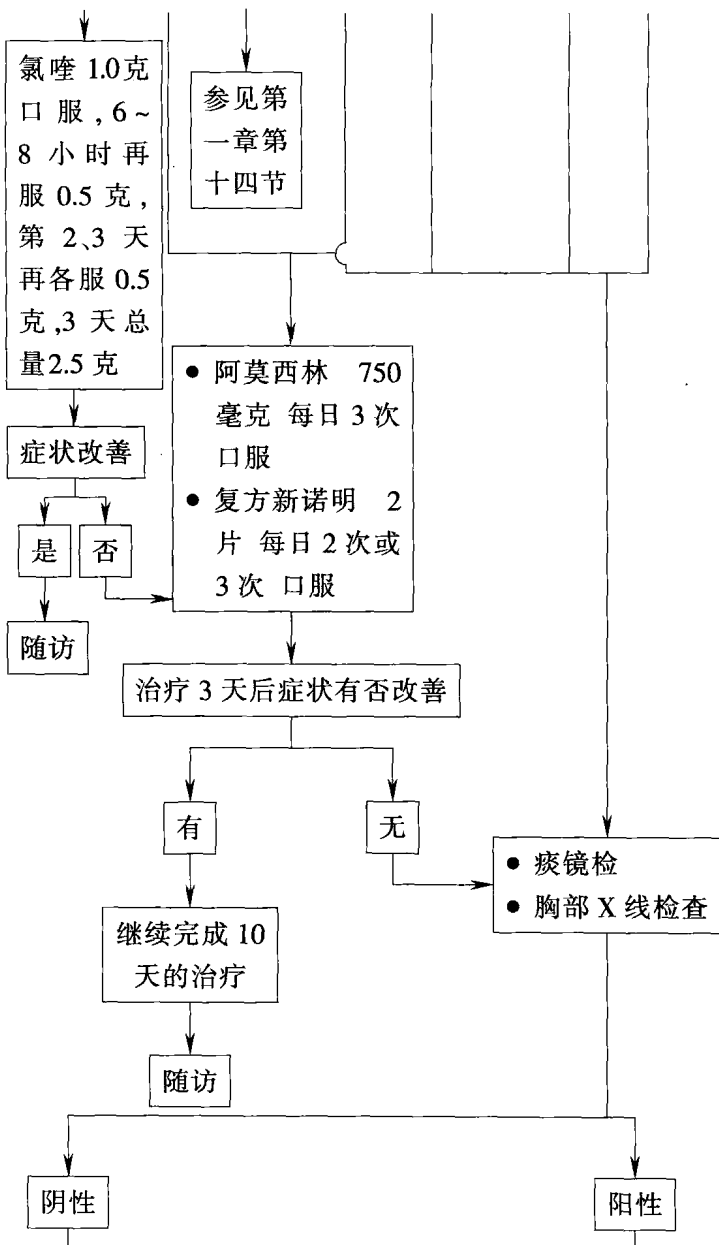 氯喹 1.0克
口服,6~
8 小时再
服 0.5 克,
第 2、3 天
再各服 0.5
克,3 天总
量2.5 克
参见第
一章第
十四节
● 阿莫西林 750
毫克 每日 3 次
口服
● 复方新诺明 2
片 每日 2 次或
3 次 口服
症状改善
是
否
随访
治疗 3 天后症状有否改善
有
无
● 痰镜检
● 胸部 X 线检查
继续完成 10
天的治疗
随访
阴性
阳性